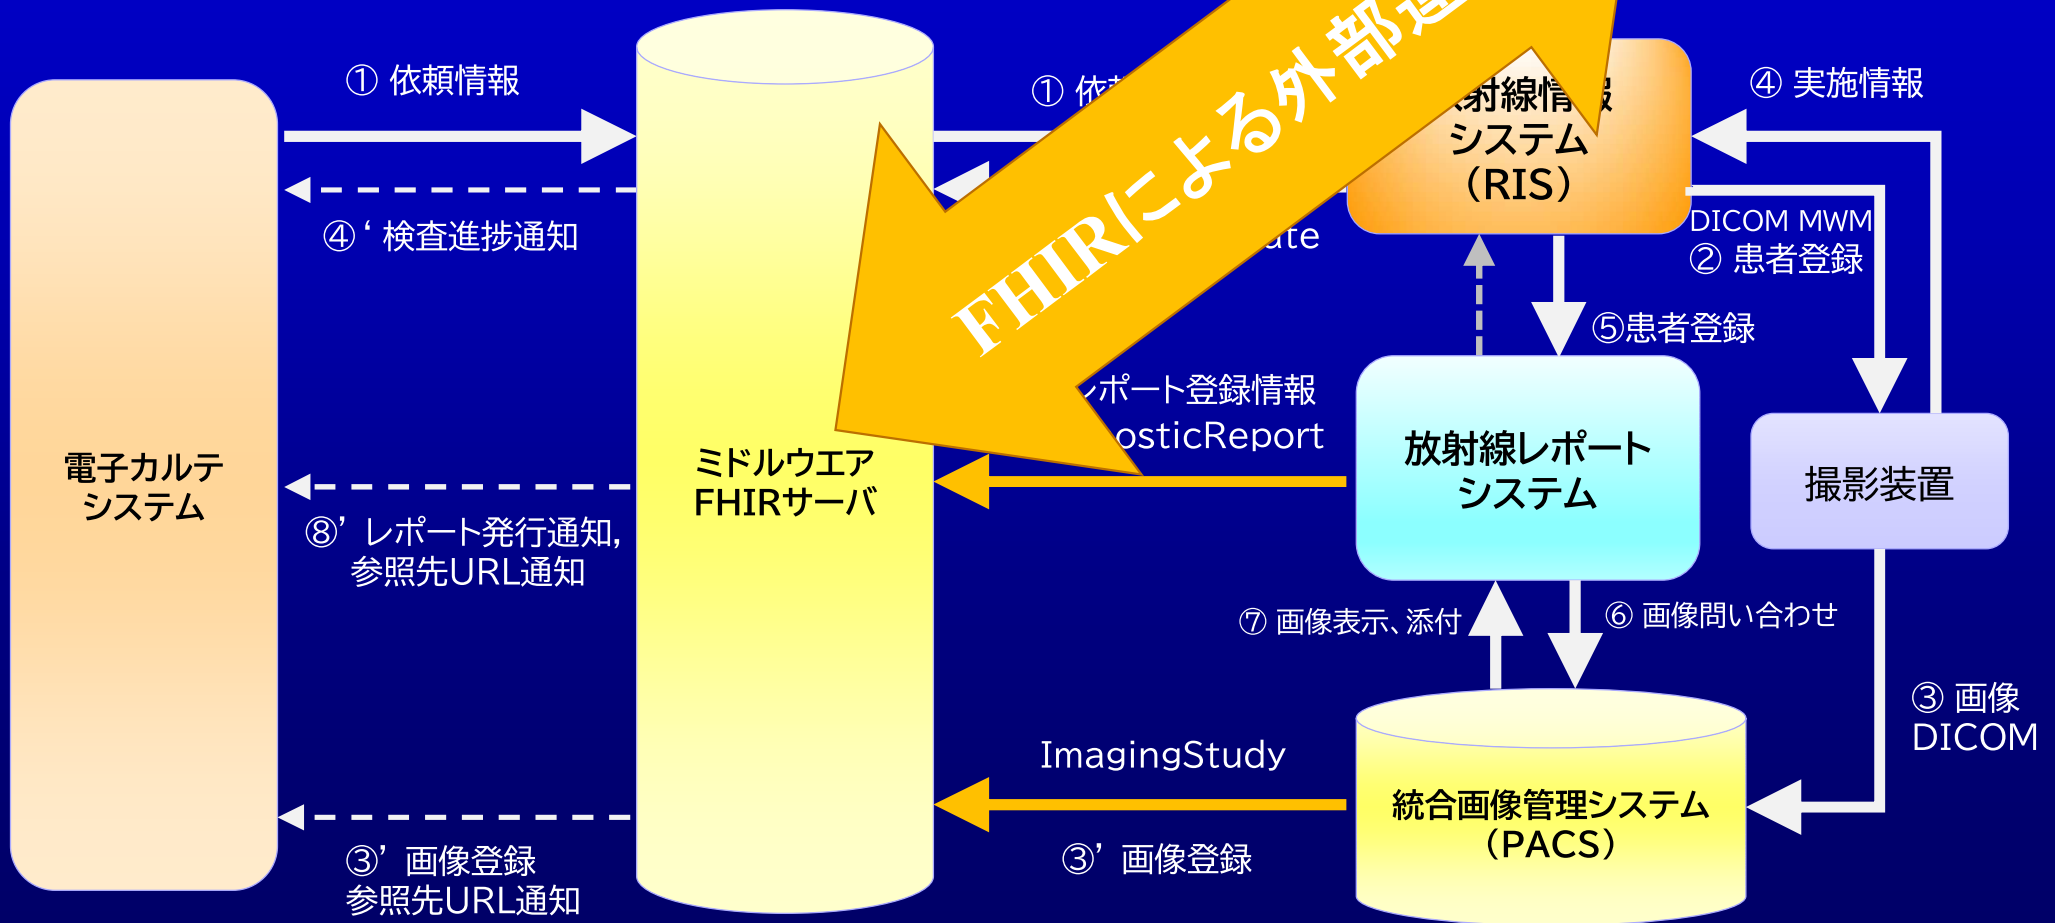 ① 依頼情報
④‘ 検査進捗通知
電子カルテ
システム
⑧’ レポート発行通知,
参照先URL通知
③’ 画像登録
参照先URL通知
ミドルウエア
FHIRサーバ
FHIRによる外部
①
ポート登録情報
osticReport
ImagingStudy
③’ 画像登録
射線情報
システム
（RIS）
④ 実施情報
DICOM MWM
② 患者登録
⑤患者登録
放射線レポート
システム
撮影装置
⑦ 画像表示、添付
⑥ 画像問い合わせ
③ 画像
DICOM
統合画像管理システム
（PACS）